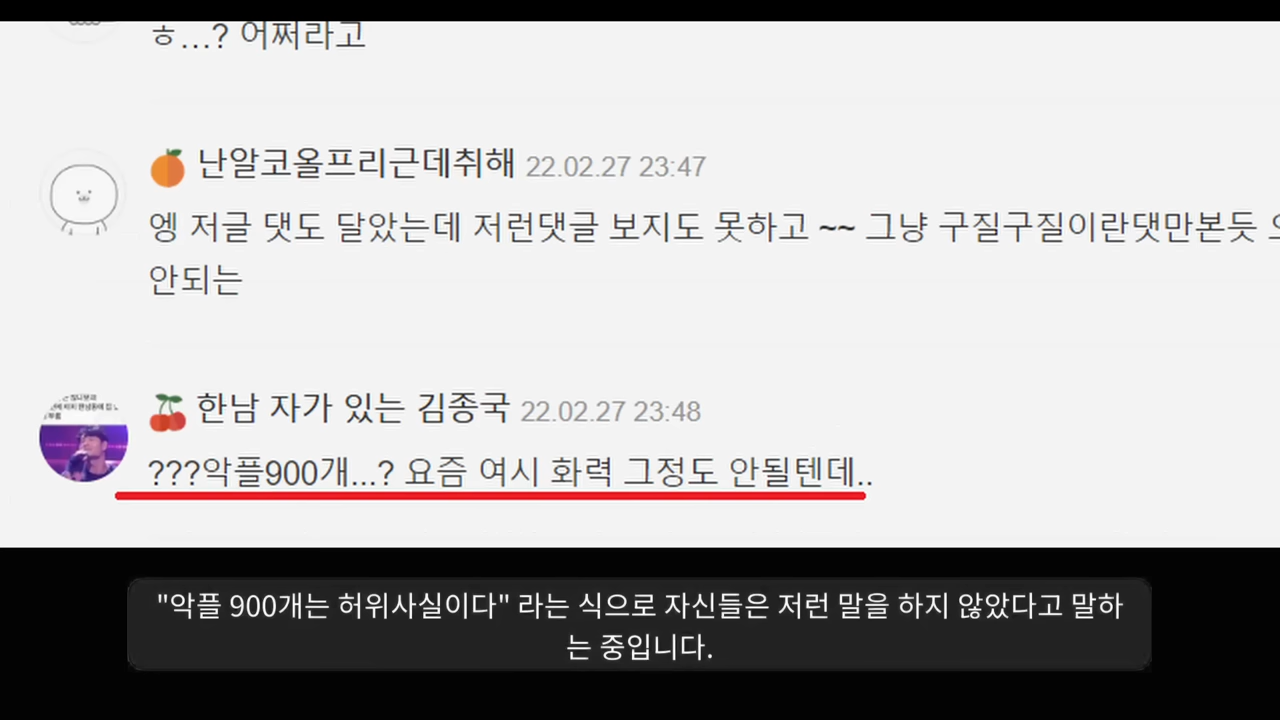 ㅎ...? 어쩌라고
난알코올프리근데취해 22.02.27 23:47
엥 저글 댓도 달았는데 저런댓글 보지도 못하고 ~~ 그냥 구질구질이란댓만본듯
안되는
한남 자가 있는 김종국 22.02.27 23:48
???악플900개...? 요즘 여시 화력 그정도 안될텐데..
"악플 900개는 허위사실이다" 라는 식으로 자신들은 저런 말을 하지 않았다고 말하
는 중입니다.